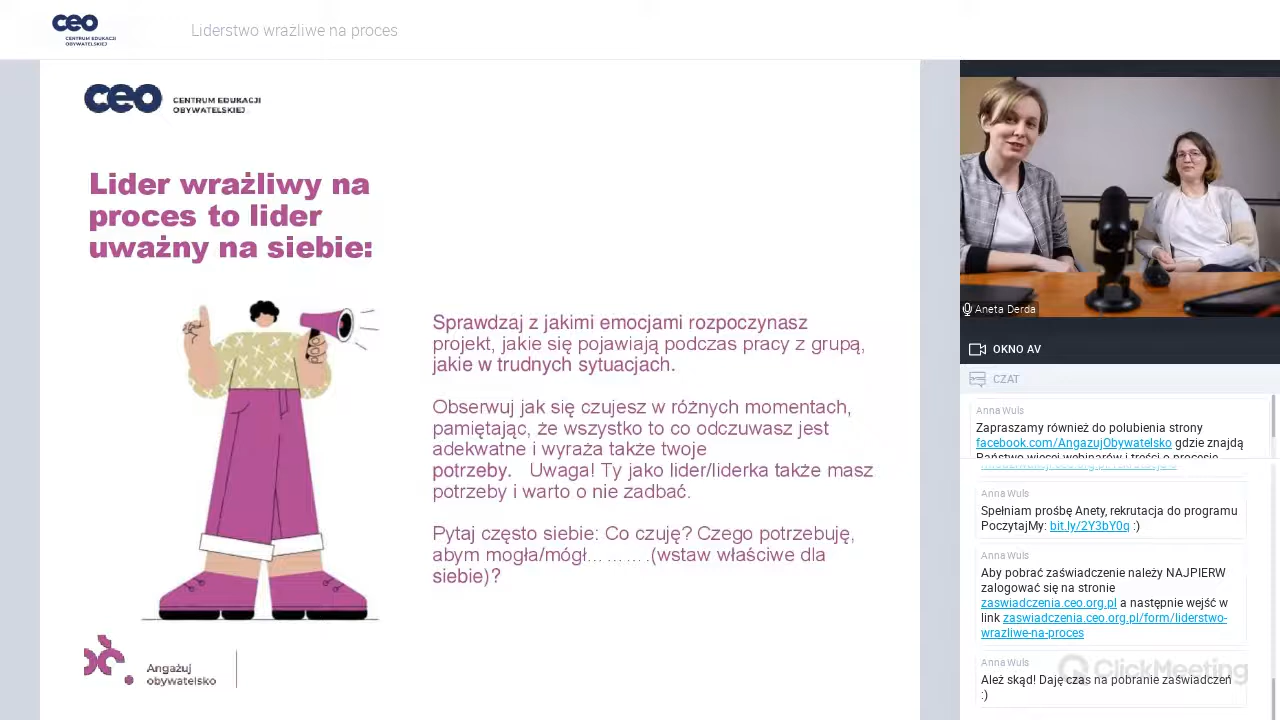 ceo
CENTRUM EDUKACJI
OBYWATELSKIEJ
Liderstwo wrażliwe na proces
ceo
CENTRUM EDUKACJI
OBYWATELSKIEJ
Lider wrażliwy na
proces to lider
uważny na siebie:
Sprawdzaj z jakimi emocjami rozpoczynasz
projekt, jakie się pojawiają podczas pracy z grupą,
jakie w trudnych sytuacjach.
Obserwuj jak się czujesz w różnych momentach,
pamiętając, że wszystko to co odczuwasz jest
adekwatne i wyraża także twoje
potrzeby. Uwaga! Ty jako lider/liderka także masz
potrzeby i warto o nie zadbać.
Pytaj często siebie: Co czuję? Czego potrzebuję,
abym mogła/mógł……….(wstaw właściwe dla
siebie)?
Angażuj
obywatelsko
Aneta Derda
OKNO AV
CZAT
Anna Wuls
Zapraszamy również do polubienia strony
facebook.com/AngazujObywatelsko gdzie znajdą
Państwo więcej webinarów i treści o procesie
Anna Wuls
Spełniam prośbę Anety, rekrutacja do programu
PoczytajMy: bit.ly/2Y3bY0q :)
Anna Wuls
Aby pobrać zaświadczenie należy NAJPIERW
zalogować się na stronie
zaswiadczenia.ceo.org.pl a następnie wejść w
link zaswiadczenia.ceo.org.pl/form/liderstwo-
wrazliwe-na-proces
Anna Wuls
Ależ skąd! Daję czas na pobranie zaświadczeń
:)
ClickMeeting